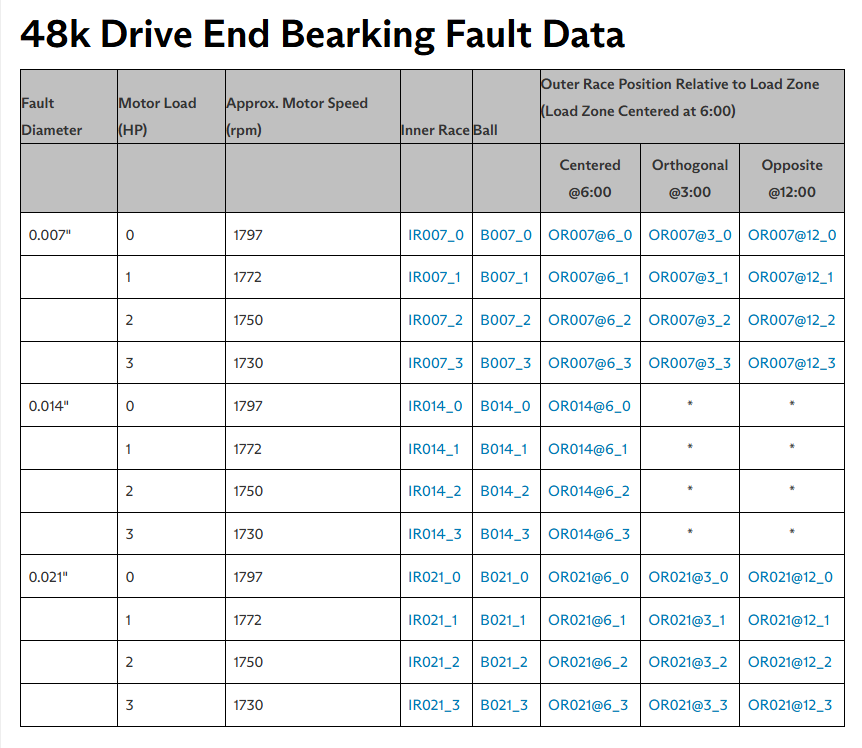 48k Drive End Bearking Fault Data
Fault Diameter Motor Load (HP) Approx. Motor Speed (rpm) Inner Race Ball Outer Race Position Relative to Load Zone (Load Zone Centered at 6:00)
Centered @6:00 Orthogonal @3:00 Opposite @12:00
0.007" 0 1797 IR007_0 B007_0 OR007@6_0 OR007@3_0 OR007@12_0
1 1772 IR007_1 B007_1 OR007@6_1 OR007@3_1 OR007@12_1
2 1750 IR007_2 B007_2 OR007@6_2 OR007@3_2 OR007@12_2
3 1730 IR007_3 B007_3 OR007@6_3 OR007@3_3 OR007@12_3
0.014" 0 1797 IR014_0 B014_0 OR014@6_0 * *
1 1772 IR014_1 B014_1 OR014@6_1 * *
2 1750 IR014_2 B014_2 OR014@6_2 * *
3 1730 IR014_3 B014_3 OR014@6_3 * *
0.021" 0 1797 IR021_0 B021_0 OR021@6_0 OR021@3_0 OR021@12_0
1 1772 IR021_1 B021_1 OR021@6_1 OR021@3_1 OR021@12_1
2 1750 IR021_2 B021_2 OR021@6_2 OR021@3_2 OR021@12_2
3 1730 IR021_3 B021_3 OR021@6_3 OR021@3_3 OR021@12_3